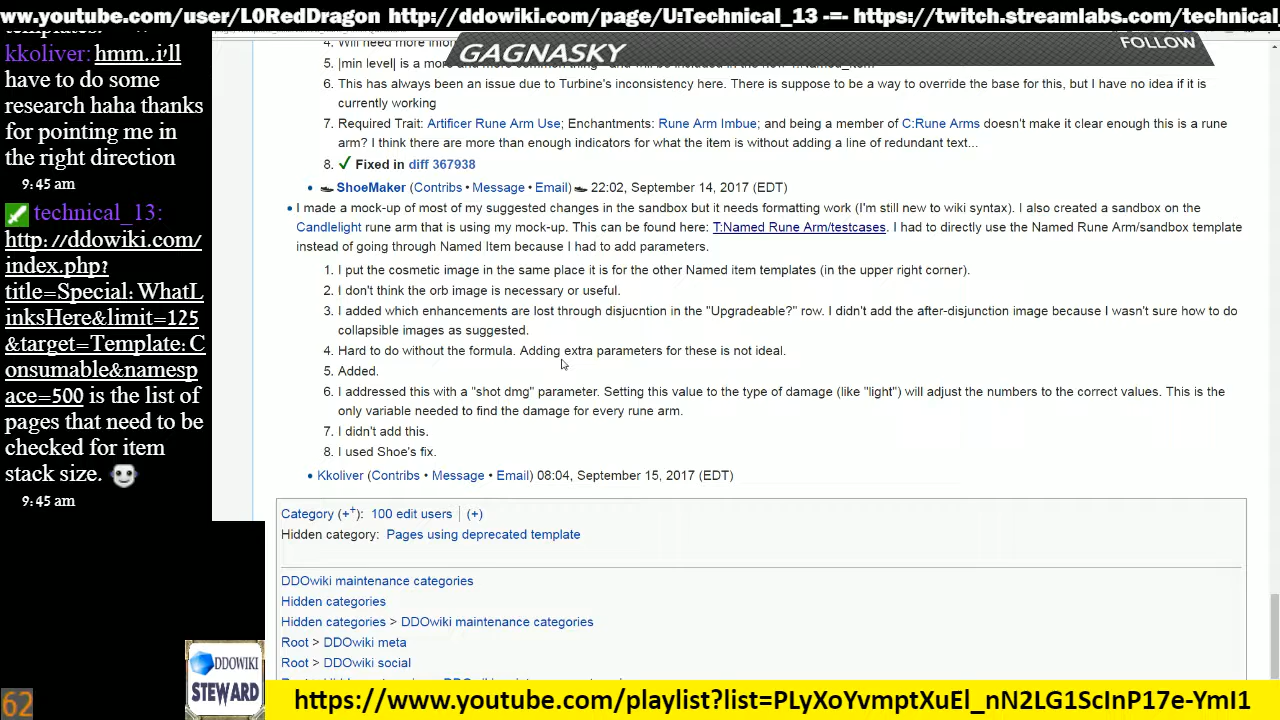 www.youtube.com/user/L0RedDragon http://ddowiki.com/page/U:Technical_13 -=- https://twitch.streamlabs.com/technical_
kkoliver: hmmm..i'll
have to do some
research haha thanks
for pointing me in
the right direction
9:45 am
technical_13:
http://ddowiki.com/
index.php?
title=Special:WhatL
inksHere&limit=125
&target=Template:C
onsumable&namesp
ace=500 is the list of
pages that need to be
checked for item
stack size.
9:45 am
GAGNASKY
FOLLOW
4. Will need more infor
5. |min level| is a more and more common thing
6. This has always been an issue due to Turbine's inconsistency here. There is suppose to be a way to override the base for this, but I have no idea if it is
currently working
7. Required Trait: Artificer Rune Arm Use; Enchantments: Rune Arm Imbue; and being a member of C:Rune Arms doesn't make it clear enough this is a rune
arm? I think there are more than enough indicators for what the item is without adding a line of redundant text...
8. ✓ Fixed in diff 367938
• ShoeMaker (Contribs • Message • Email) 22:02, September 14, 2017 (EDT)
• I made a mock-up of most of my suggested changes in the sandbox but it needs formatting work (I'm still new to wiki syntax). I also created a sandbox on the
Candlelight rune arm that is using my mock-up. This can be found here: T:Named Rune Arm/testcases. I had to directly use the Named Rune Arm/sandbox template
instead of going through Named Item because I had to add parameters.
1. I put the cosmetic image in the same place it is for the other Named item templates (in the upper right corner).
2. I don't think the orb image is necessary or useful.
3. I added which enhancements are lost through disjucntion in the "Upgradeable?" row. I didn't add the after-disjunction image because I wasn't sure how to do
collapsible images as suggested.
4. Hard to do without the formula. Adding extra parameters for these is not ideal.
5. Added.
6. I addressed this with a "shot dmg" parameter. Setting this value to the type of damage (like "light") will adjust the numbers to the correct values. This is the
only variable needed to find the damage for every rune arm.
7. I didn't add this.
8. I used Shoe's fix.
• Kkoliver (Contribs • Message • Email) 08:04, September 15, 2017 (EDT)
Category (++): 100 edit users | (+)
Hidden category: Pages using deprecated template
DDOwiki maintenance categories
Hidden categories
Hidden categories > DDOwiki maintenance categories
Root > DDOwiki meta
Root > DDOwiki social
DDOWIKI
STEWARD
62
https://www.youtube.com/playlist?list=PLyXoYvmptXuEl_nN2LG1ScInP17e-YmI1